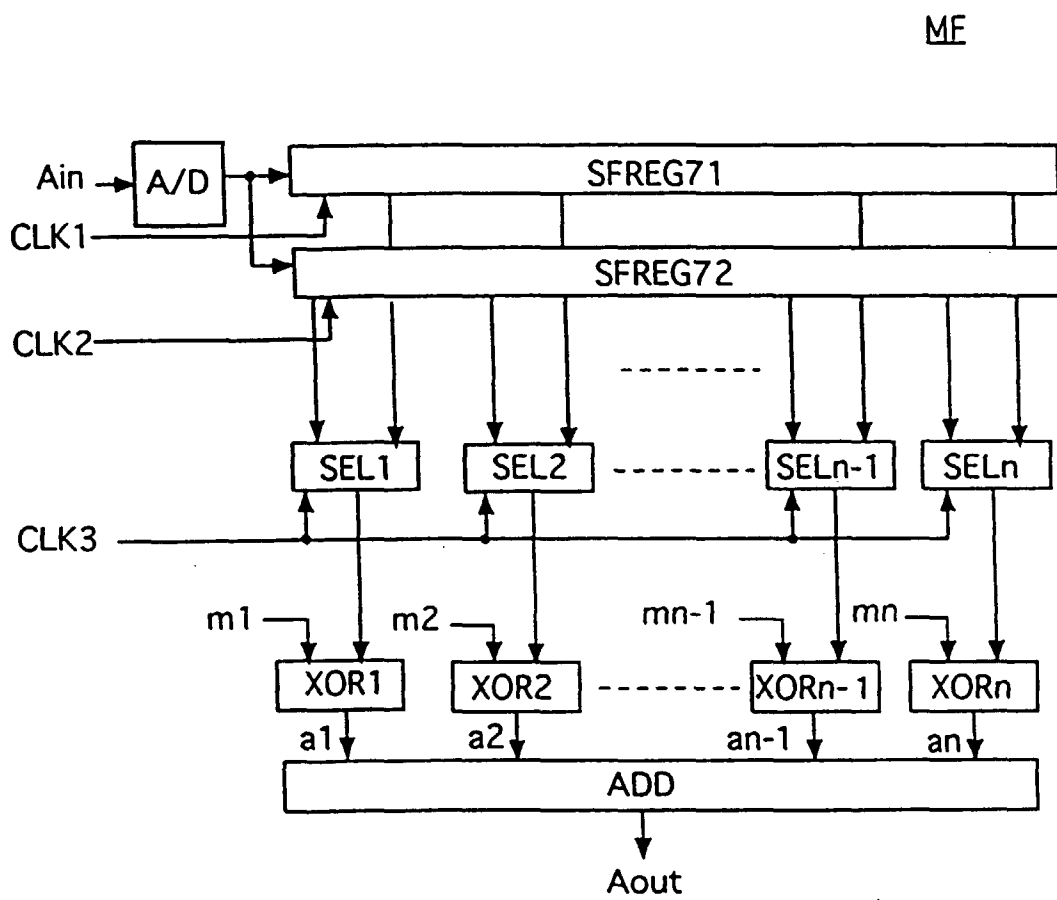 MF
Ain
A/D
SFREG71
CLK1
SFREG72
CLK2
SEL1
SEL2
SELn-1
SELn
CLK3
m1
m2
mn-1
mn
XOR1
XOR2
XORn-1
XORn
a1
a2
an-1
an
ADD
Aout